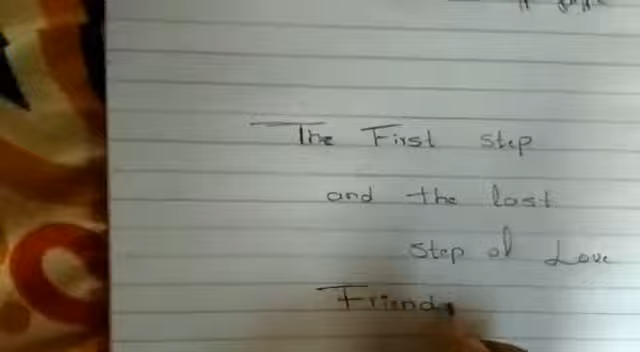 The First step
and the last
step of Love
Friend